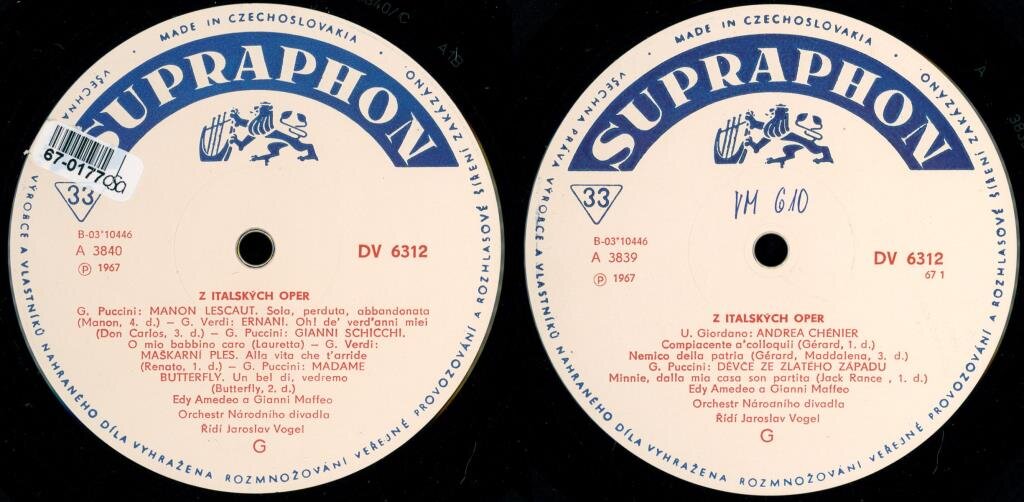 MADE IN CZECHOSLOVAKIA
SUPRAPHON
67-0177
33
B-03*10446
A 3840
Ⓟ 1967
DV 6312
Z ITALSKÝCH OPER
G. Puccini: MANON LESCAUT. Sola, perduta, abbandonata
(Manon, 4. d.) — G. Verdi: ERNANI. Oh! de' verd'anni miei
(Don Carlos, 3. d.) — G. Puccini: GIANNI SCHICCHI.
O mio babbino caro (Lauretta) — G. Verdi:
MAŠKARNÍ PLES. Alla vita che t'arride
(Renato, 1. d.) — G. Puccini: MADAME
BUTTERFLY. Un bel di, vedremo
(Butterfly, 2. d.)
Edy Amedeo a Gianni Maffeo
Orchestr Národního divadla
Řídí Jaroslav Vogel
G
VŠECHNA VÝROBCE A VLASTNÍKŮ NAHRANÉHO DÍLA VYHRAŽENA ROZMNOŽOVÁNÍ VEŘEJNÉ PROVOZOVÁNÍ A ROZHLASOVÉ ŠÍŘENÍ ZAKÁZÁNO
MADE IN CZECHOSLOVAKIA
SUPRAPHON
33
VM 610
B-03*10446
A 3839
Ⓟ 1967
DV 6312
67 1
Z ITALSKÝCH OPER
U. Giordano: ANDREA CHÉNIER
Compiacente a'colloquii (Gérard, 1. d.)
Nemico della patria (Gérard, Maddalena, 3. d.)
G. Puccini: DĚVČE ZE ZLATÉHO ZÁPADU
Minnie, dalla mia casa son partita (Jack Rance , 1. d.)
Edy Amedeo a Gianni Maffeo
Orchestr Národního divadla
Řídí Jaroslav Vogel
G
VŠECHNA PRÁVA VÝROBCE A VLASTNÍKŮ NAHRANÉHO DÍLA VYHRAŽENA ROZMNOŽOVÁNÍ VEŘEJNÉ PROVOZOVÁNÍ A ROZHLASOVÉ ŠÍŘENÍ ZAKÁZÁNO